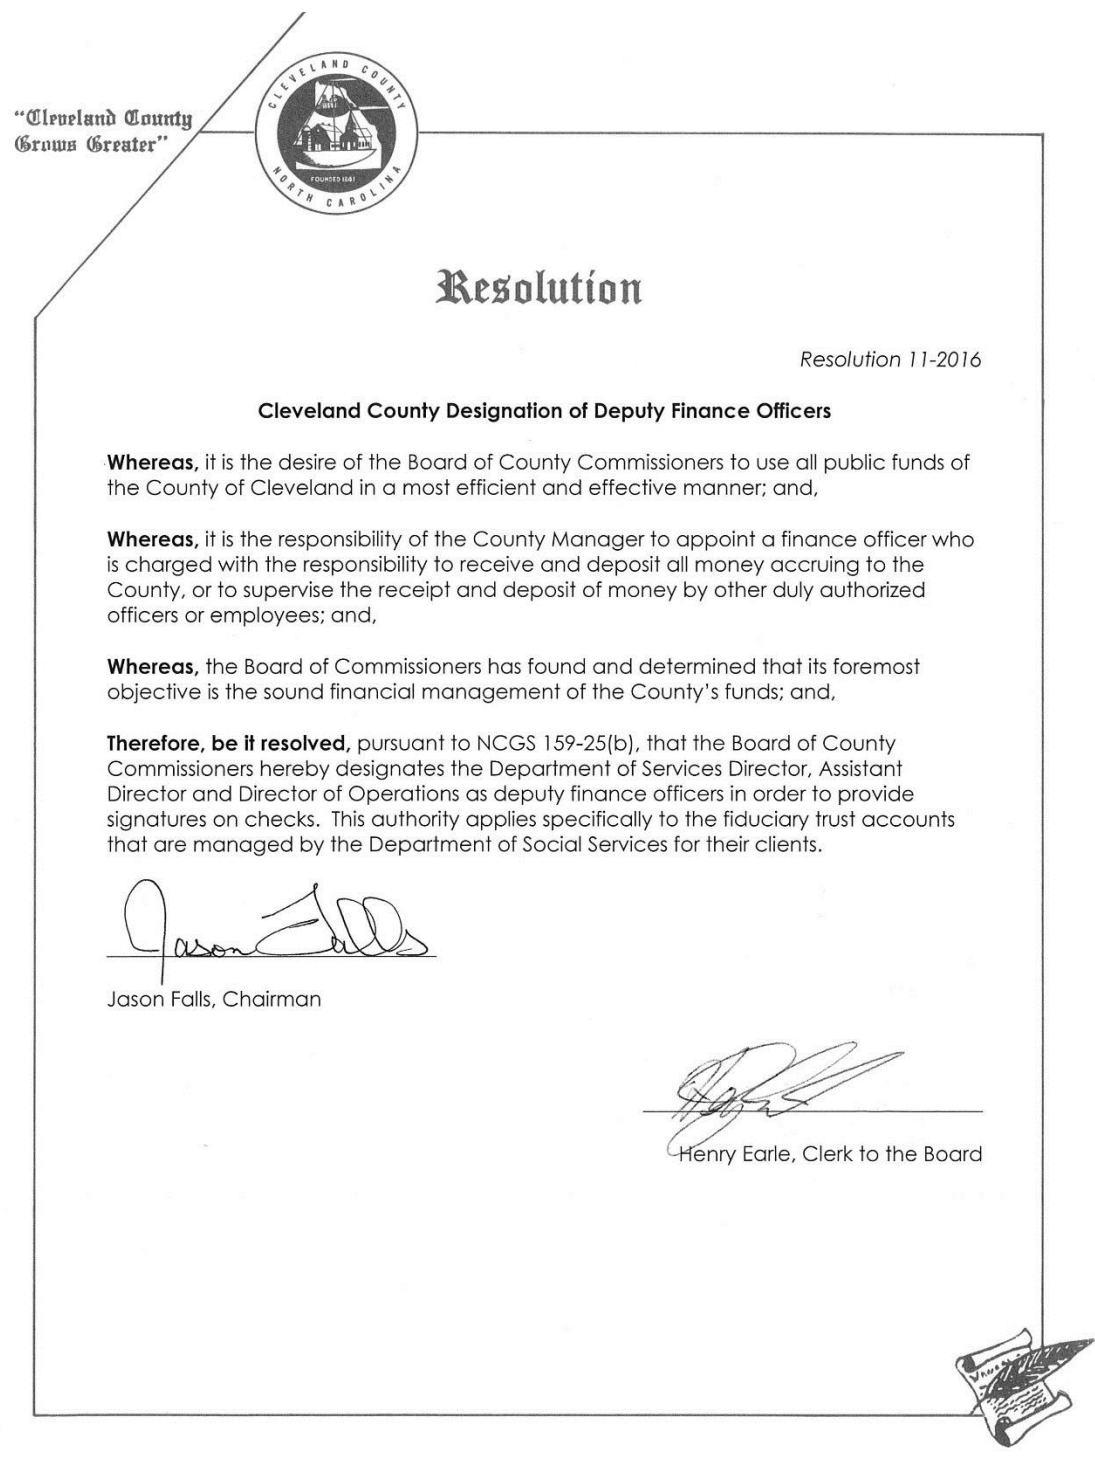 “Cleveland County
Grows Greater”
CLEVELAND COUNTY
FOUNDED 1841
NORTH CAROLINA
Resolution
Resolution 11-2016
Cleveland County Designation of Deputy Finance Officers
Whereas, it is the desire of the Board of County Commissioners to use all public funds of
the County of Cleveland in a most efficient and effective manner; and,
Whereas, it is the responsibility of the County Manager to appoint a finance officer who
is charged with the responsibility to receive and deposit all money accruing to the
County, or to supervise the receipt and deposit of money by other duly authorized
officers or employees; and,
Whereas, the Board of Commissioners has found and determined that its foremost
objective is the sound financial management of the County’s funds; and,
Therefore, be it resolved, pursuant to NCGS 159-25(b), that the Board of County
Commissioners hereby designates the Department of Services Director, Assistant
Director and Director of Operations as deputy finance officers in order to provide
signatures on checks. This authority applies specifically to the fiduciary trust accounts
that are managed by the Department of Social Services for their clients.
Jason Falls
Jason Falls, Chairman
Henry Earle, Clerk to the Board